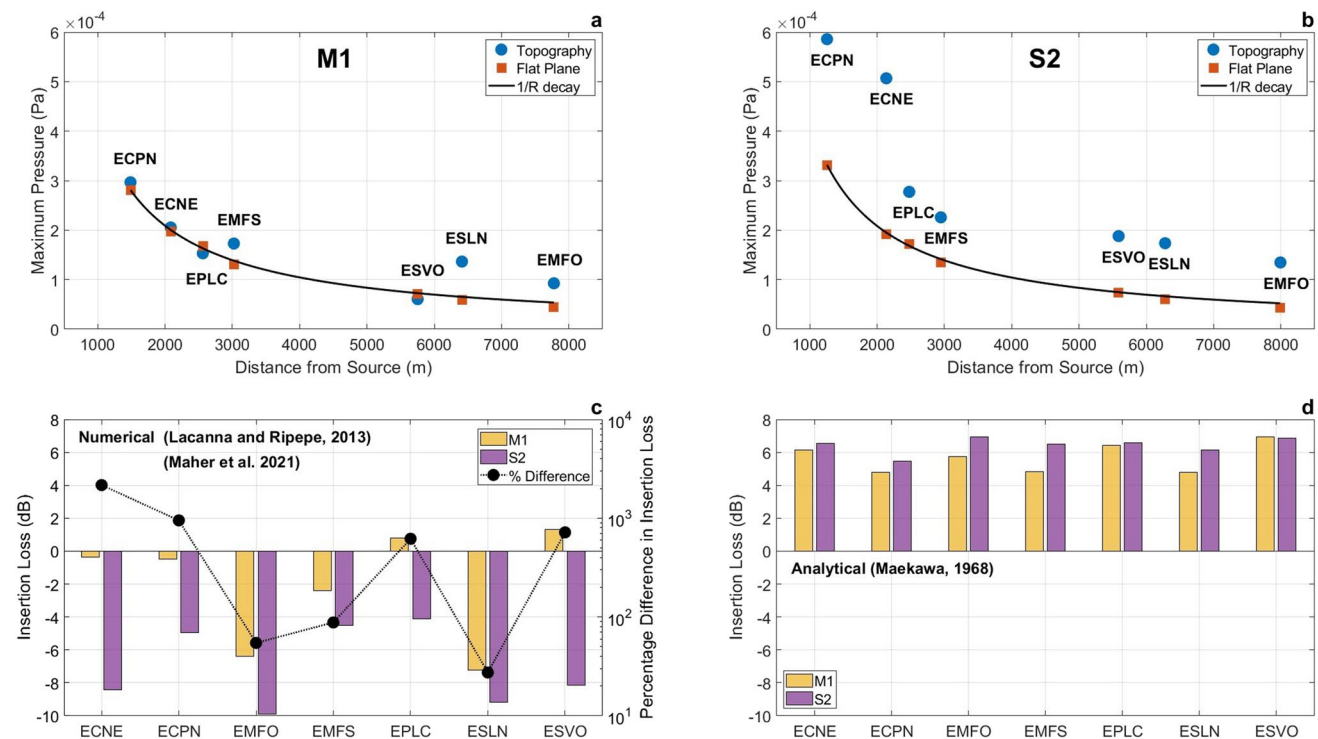 ×10⁻⁴
a
6
M1
Topography
Flat Plane
1/R decay
5
4
3
2
1
0
Maximum Pressure (Pa)
ECPN
ECNE
EMFS
EPLC
ESVO
ESLN
EMFO
1000 2000 3000 4000 5000 6000 7000 8000
Distance from Source (m)
×10⁻⁴
b
6
S2
Topography
Flat Plane
1/R decay
5
4
3
2
1
0
Maximum Pressure (Pa)
ECPN
ECNE
EPLC
EMFS
ESVO
ESLN
EMFO
1000 2000 3000 4000 5000 6000 7000 8000
Distance from Source (m)
c
8
6
4
2
0
-2
-4
-6
-8
-10
Insertion Loss (dB)
Numerical (Lacanna and Ripepe, 2013)
(Maher et al. 2021)
M1
S2
% Difference
10⁴
10³
10²
10¹
Percentage Difference in Insertion Loss
ECNE ECPN EMFO EMFS EPLC ESLN ESVO
d
8
6
4
2
0
-2
-4
-6
-8
-10
Insertion Loss (dB)
Analytical (Maekawa, 1968)
M1
S2
ECNE ECPN EMFO EMFS EPLC ESLN ESVO